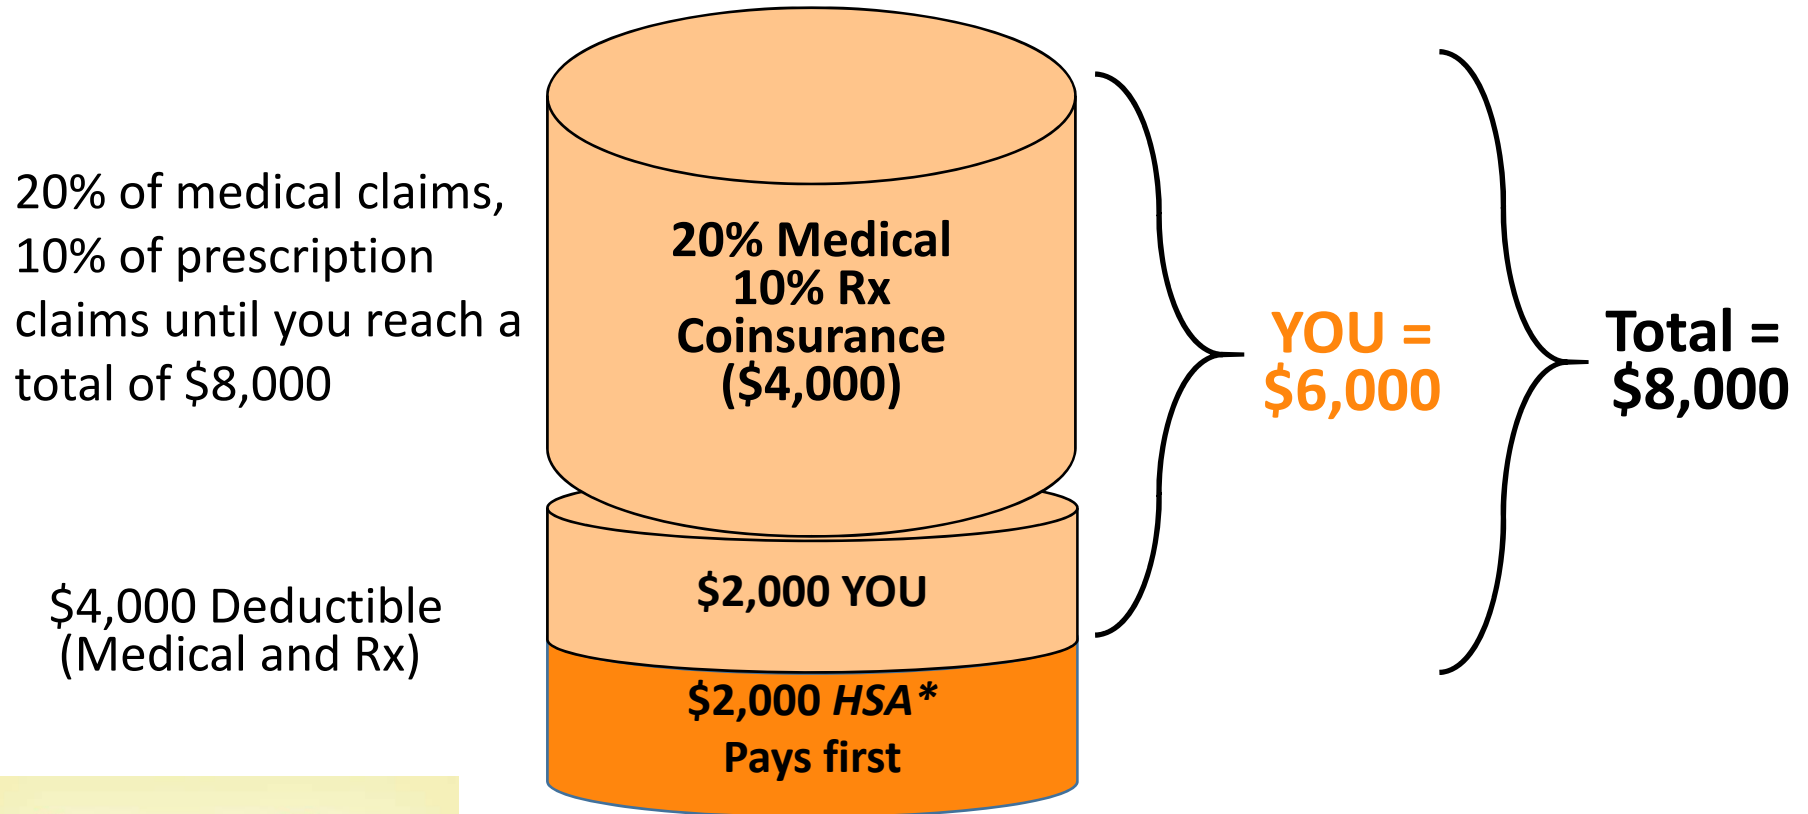 20% of medical claims,
10% of prescription
claims until you reach a
total of $8,000
20% Medical
10% Rx
Coinsurance
($4,000)
YOU =
$6,000
Total =
$8,000
$4,000 Deductible
(Medical and Rx)
$2,000 YOU
$2,000 HSA*
Pays first